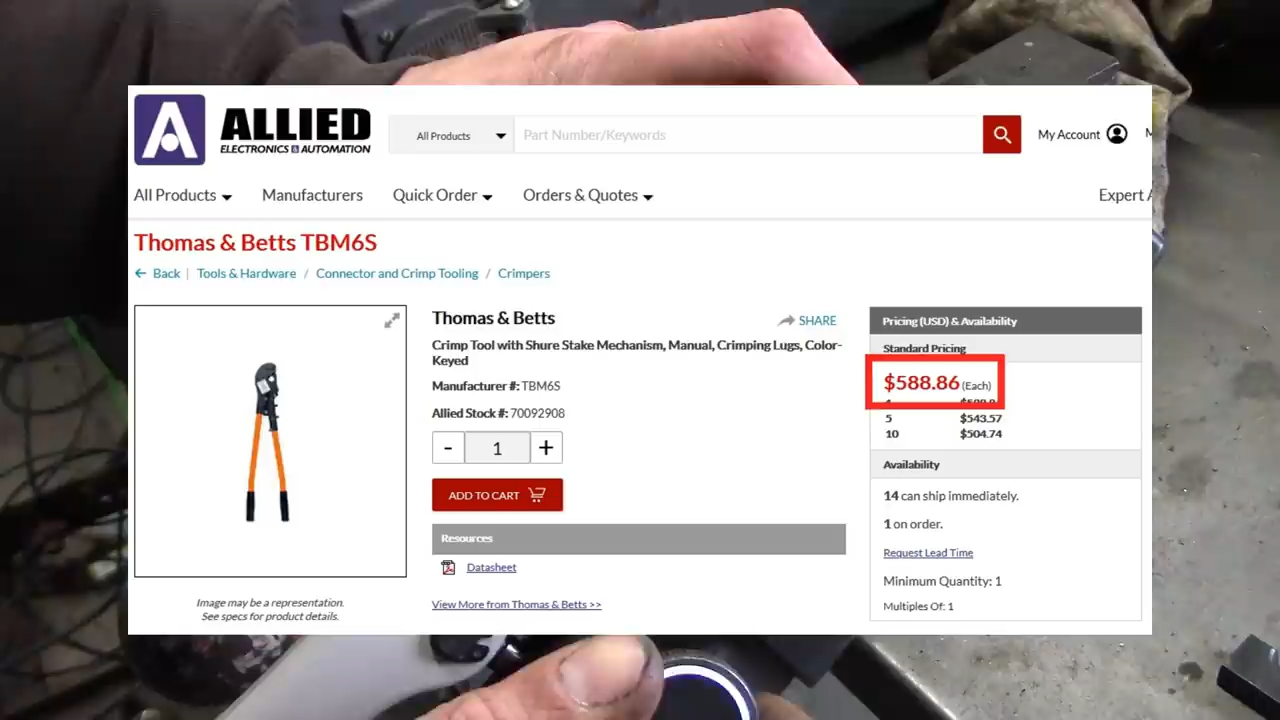 ALLIED
ELECTRONICS & AUTOMATION
All Products
Part Number/Keywords
My Account
M
All Products
Manufacturers
Quick Order
Orders & Quotes
Expert A
Thomas & Betts TBM6S
Back | Tools & Hardware / Connector and Crimp Tooling / Crimpers
Thomas & Betts
SHARE
Crimp Tool with Shure Stake Mechanism, Manual, Crimping Lugs, Color-
Keyed
Manufacturer #: TBM6S
Allied Stock #: 70092908
- 1 +
ADD TO CART
Resources
Datasheet
View More from Thomas & Betts >>
Image may be a representation.
See specs for product details.
Pricing (USD) & Availability
Standard Pricing
$588.86 (Each)
5 $543.57
10 $504.74
Availability
14 can ship immediately.
1 on order.
Request Lead Time
Minimum Quantity: 1
Multiples Of: 1